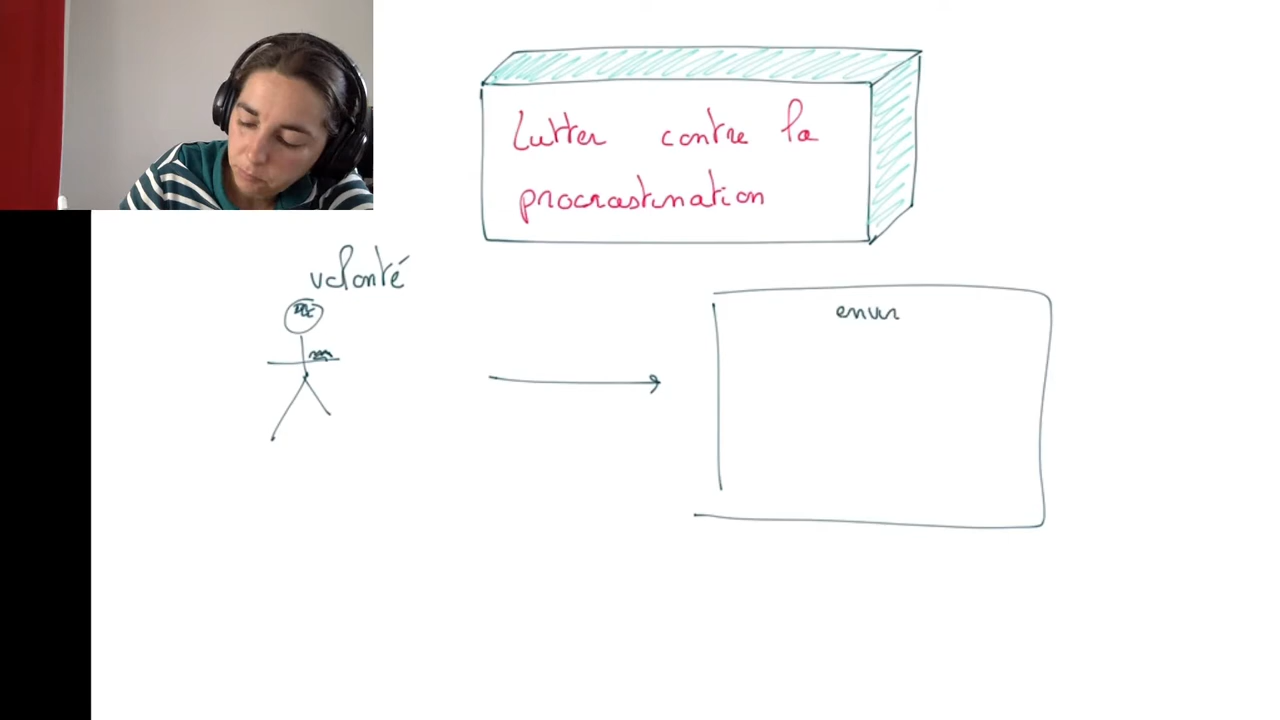 Lutter contre la
procrastination
volonté
envir